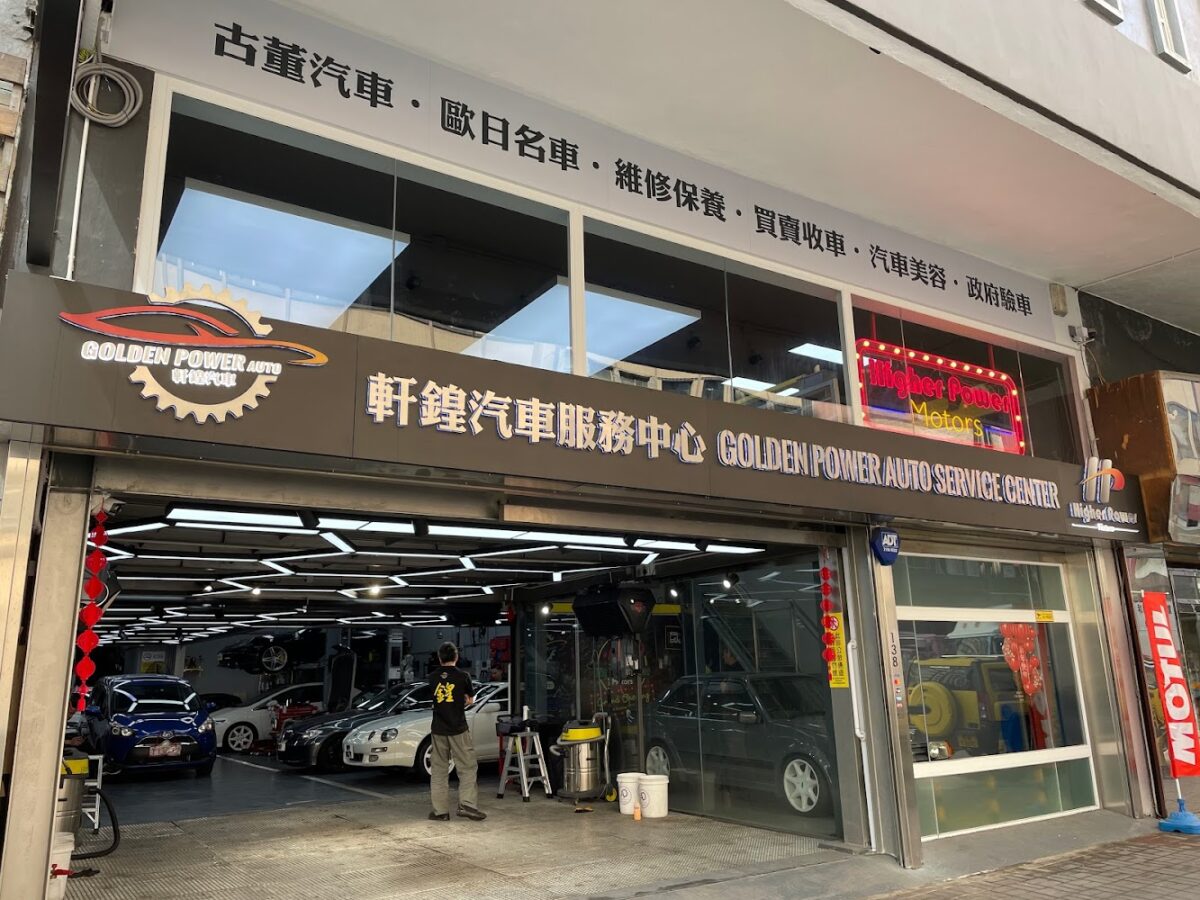 古董汽車・歐日名車・維修保養・買賣收車・汽車美容・政府驗車
GOLDEN POWER AUTO
軒鍠汽車
軒鍠汽車服務中心 GOLDEN POWER AUTO SERVICE CENTER
Higher Power
Motors
Higher Power
ADT
138
鍠
MOTUL